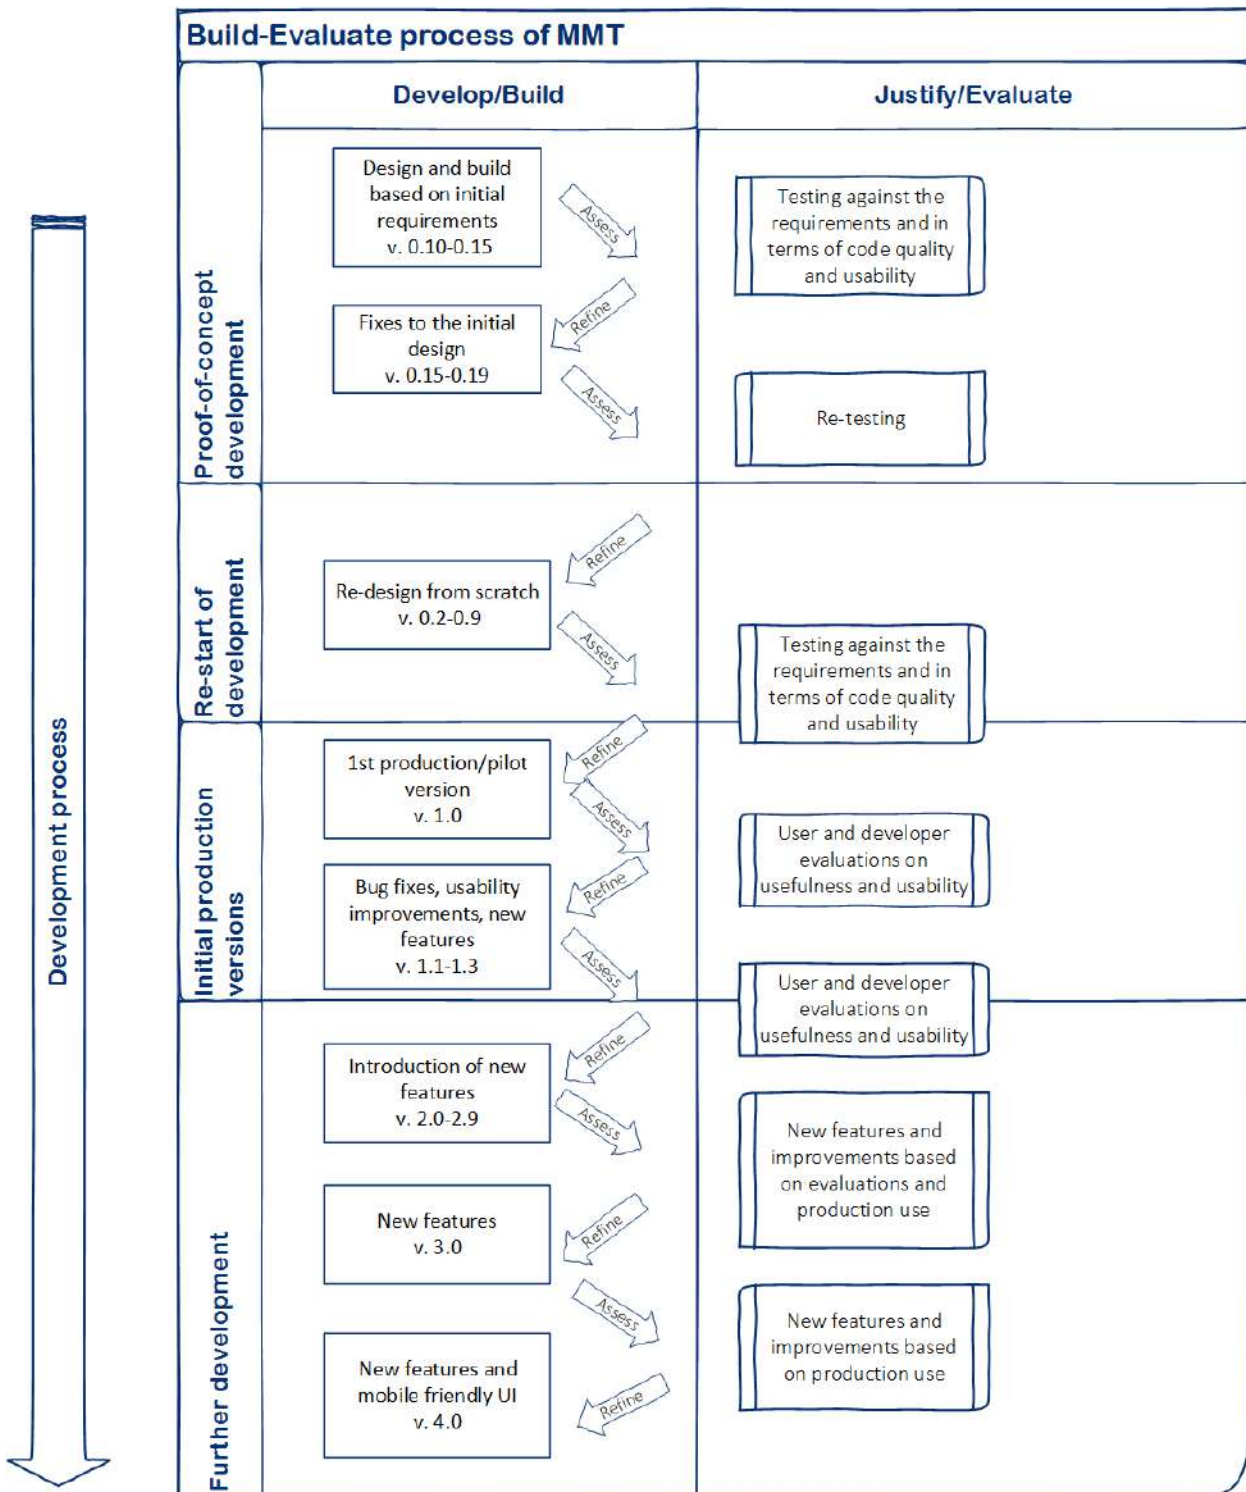 Build-Evaluate process of MMT
Develop/Build
Justify/Evaluate
Development process
Proof-of-concept
development
Design and build
based on initial
requirements
v. 0.10-0.15
Assess
Testing against the
requirements and in
terms of code quality
and usability
Refine
Fixes to the initial
design
v. 0.15-0.19
Assess
Re-testing
Re-start of
development
Refine
Re-design from scratch
v. 0.2-0.9
Assess
Testing against the
requirements and in
terms of code quality
and usability
Initial production
versions
Refine
1st production/pilot
version
v. 1.0
Assess
User and developer
evaluations on
usefulness and usability
Refine
Bug fixes, usability
improvements, new
features
v. 1.1-1.3
Assess
User and developer
evaluations on
usefulness and usability
Further development
Refine
Introduction of new
features
v. 2.0-2.9
Assess
New features and
improvements based
on evaluations and
production use
Refine
New features
v. 3.0
Assess
New features and
improvements based
on production use
Refine
New features and
mobile friendly UI
v. 4.0